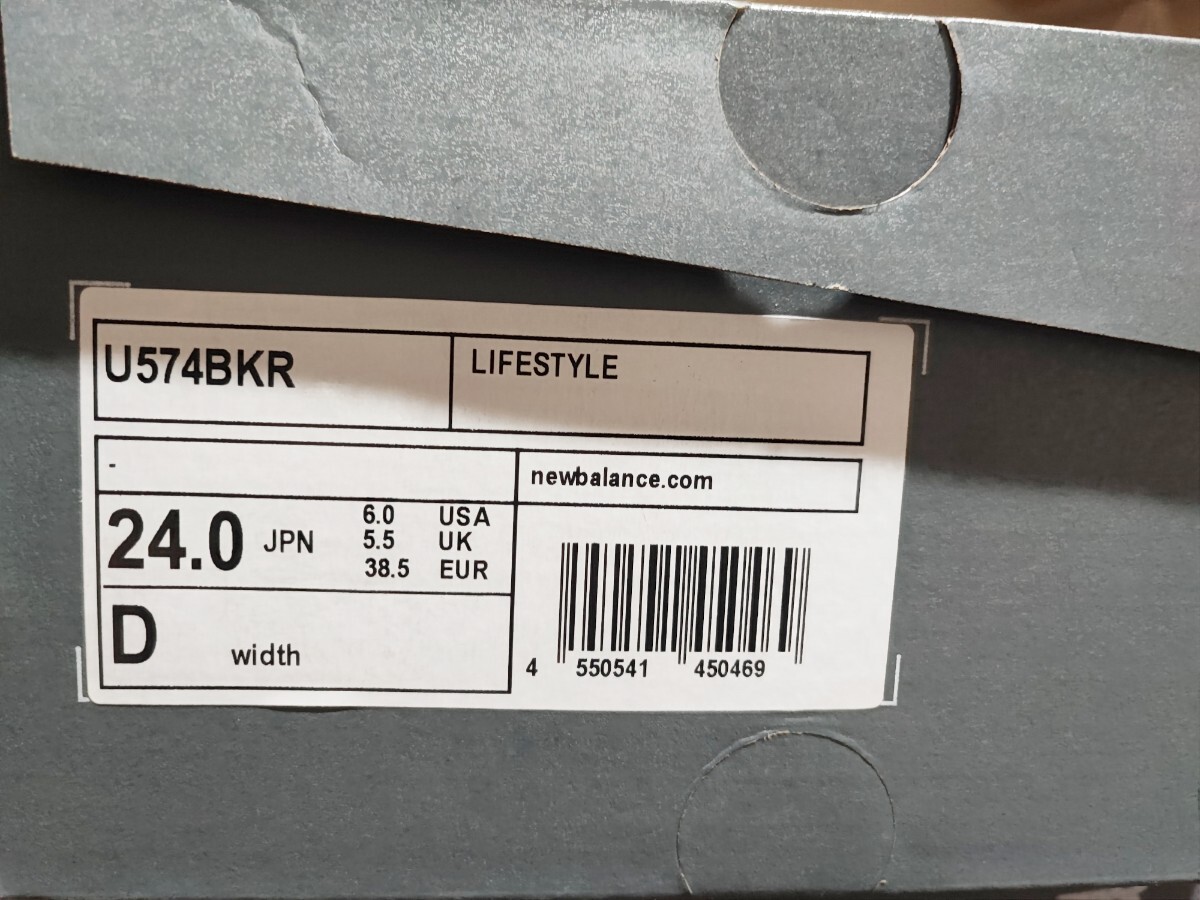 U574BKR
LIFESTYLE
-
newbalance.com
24.0 JPN
6.0 USA
5.5 UK
38.5 EUR
D width
4 550541 450469